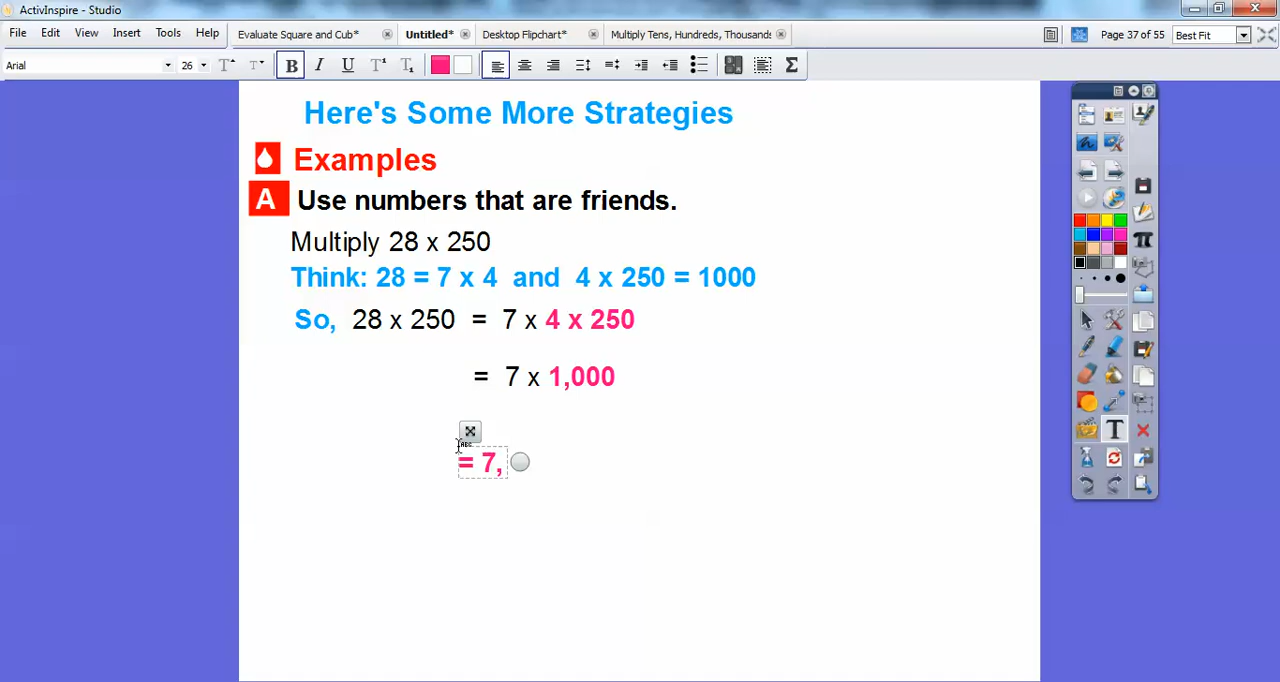 ActivInspire - Studio
File Edit View Insert Tools Help
Evaluate Square and Cub* Untitled* Desktop Flipchart* Multiply Tens, Hundreds, Thousands
Page 37 of 55 Best Fit
Arial 26
Here's Some More Strategies
Examples
A Use numbers that are friends.
Multiply 28 x 250
Think: 28 = 7 x 4 and 4 x 250 = 1000
So, 28 x 250 = 7 x 4 x 250
= 7 x 1,000
= 7,